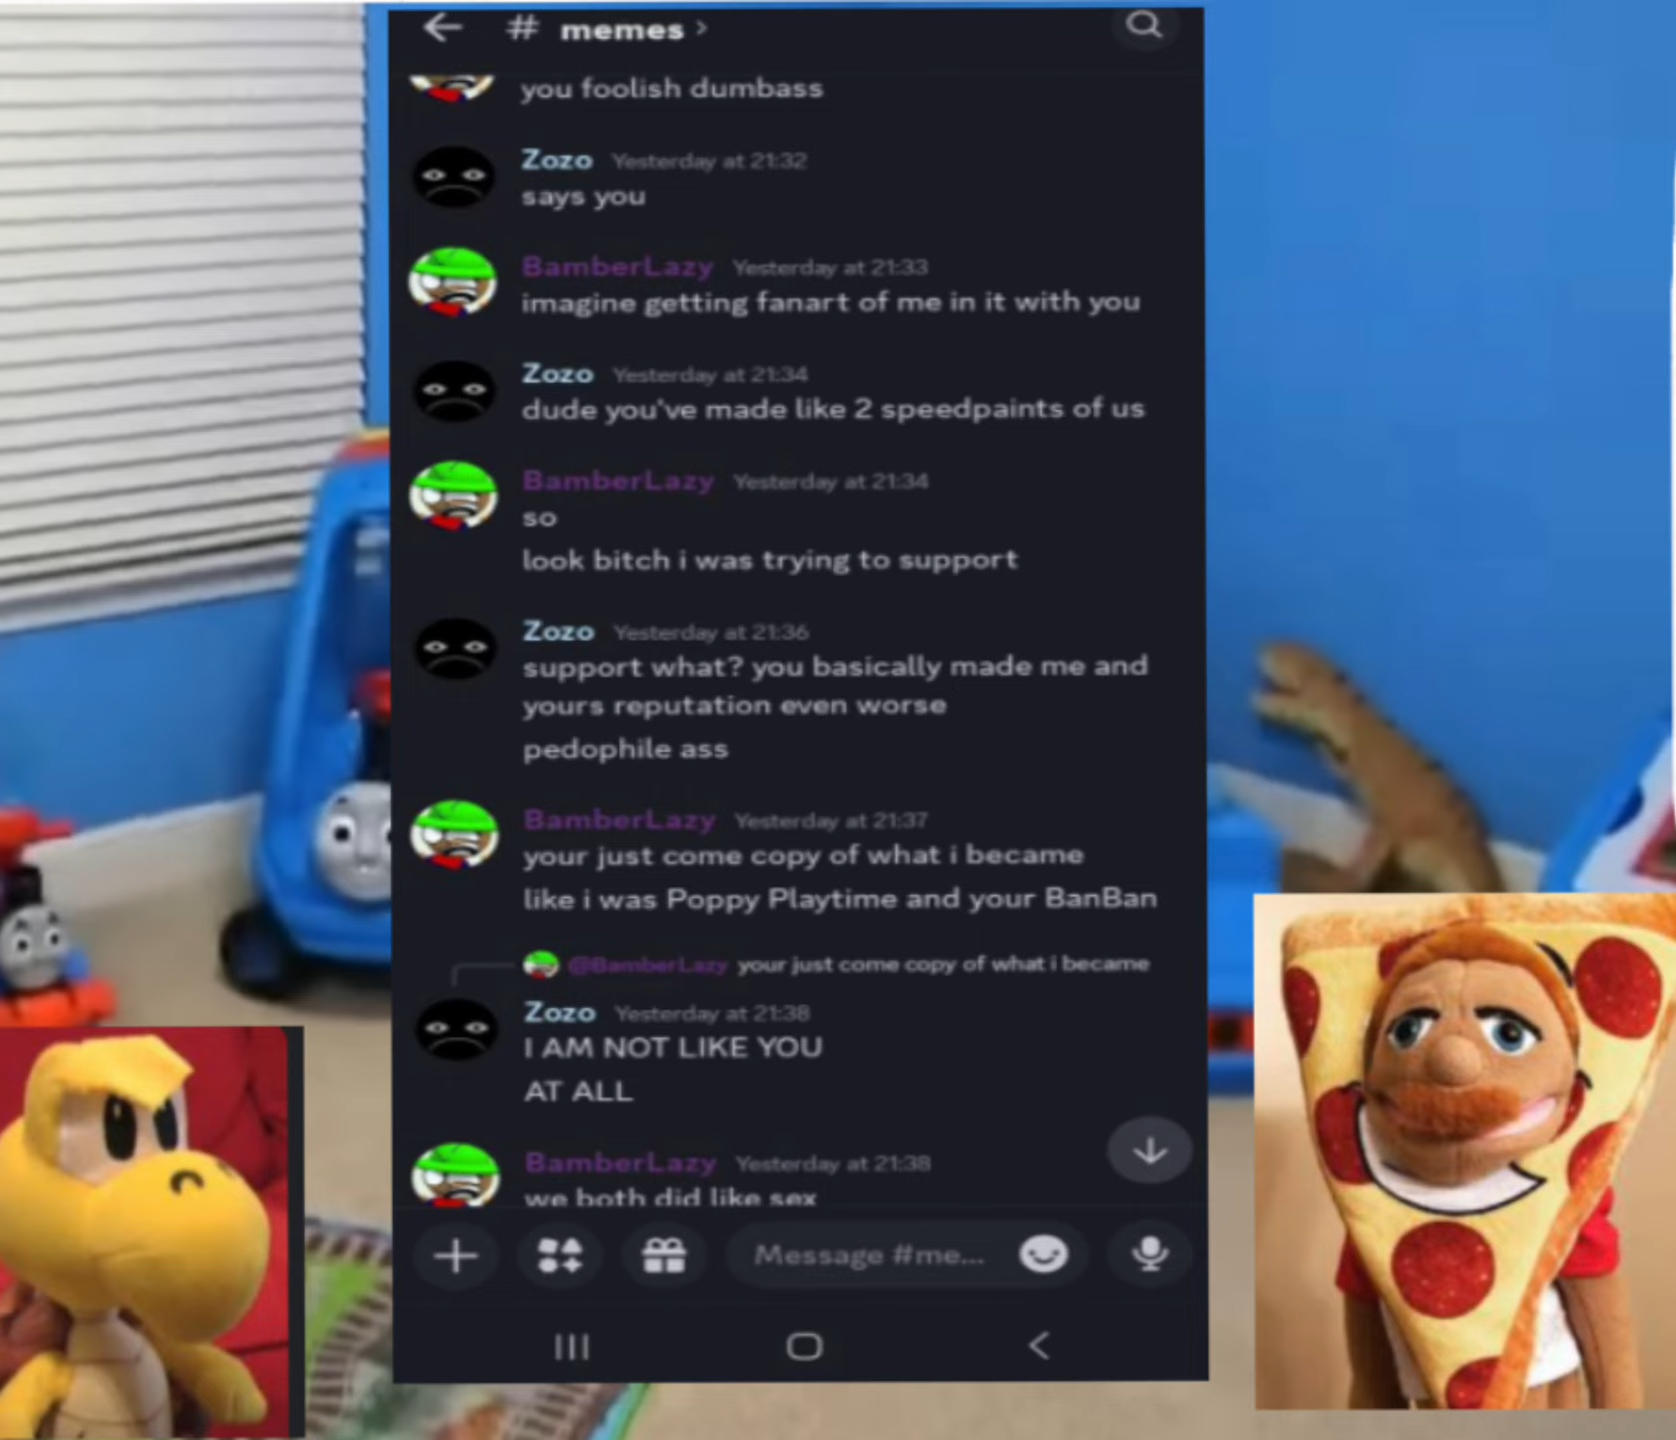 # memes >
you foolish dumbass
Zozo Yesterday at 21:32
says you
BamberLazy Yesterday at 21:33
imagine getting fanart of me in it with you
Zozo Yesterday at 21:34
dude you've made like 2 speedpaints of us
BamberLazy Yesterday at 21:34
so
look bitch i was trying to support
Zozo Yesterday at 21:36
support what? you basically made me and
yours reputation even worse
pedophile ass
BamberLazy Yesterday at 21:37
your just come copy of what i became
like i was Poppy Playtime and your BanBan
@BamberLazy your just come copy of what i became
Zozo Yesterday at 21:38
I AM NOT LIKE YOU
AT ALL
BamberLazy Yesterday at 21:38
we both did like sex
Message #me...